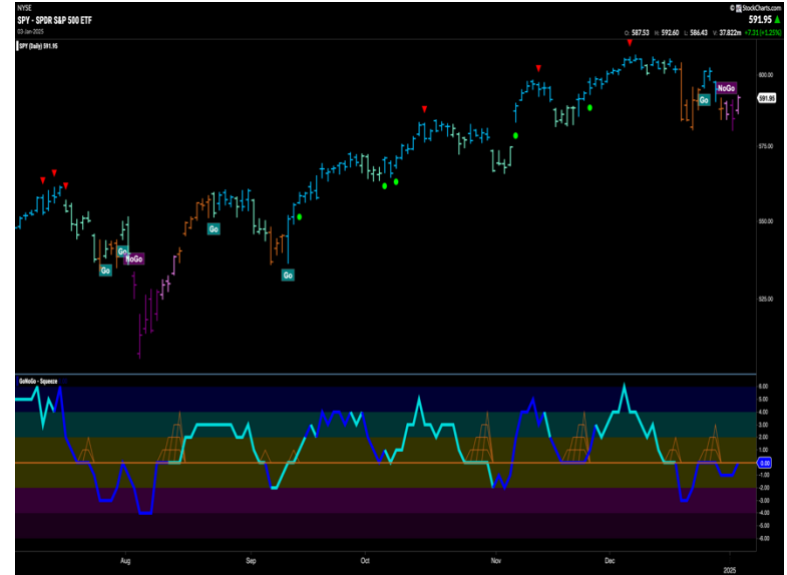 NYSE
© StockCharts.com
SPY - SPDR S&P 500 ETF
591.95
03-Jan-2025
O: 587.53 H: 592.60 L: 586.43 V: 37.822m +7.31 (+1.25%)
SPY (Daily) 591.95
600.00
NoGo
Go
591.95
575.00
550.00
Go
Go
NoGo
Go
Go
525.00
GoNoGo - Squeeze
6.00
5.00
4.00
3.00
2.00
1.00
0.00
-1.00
-2.00
-3.00
-4.00
-5.00
-6.00
Aug Sep Oct Nov Dec 2025